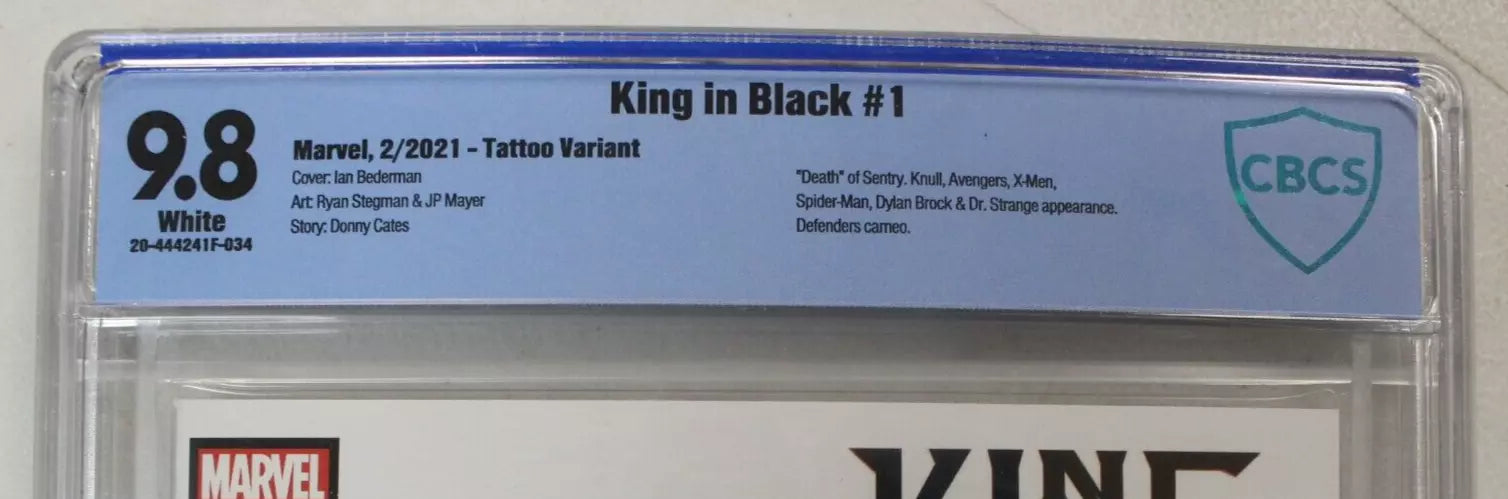 King in Black #1
9.8
White
20-444241F-034
Marvel, 2/2021 - Tattoo Variant
Cover: Ian Bederman
Art: Ryan Stegman & JP Mayer
Story: Donny Cates
"Death" of Sentry. Knull, Avengers, X-Men,
Spider-Man, Dylan Brock & Dr. Strange appearance.
Defenders cameo.
CBCS
MARVEL
KING